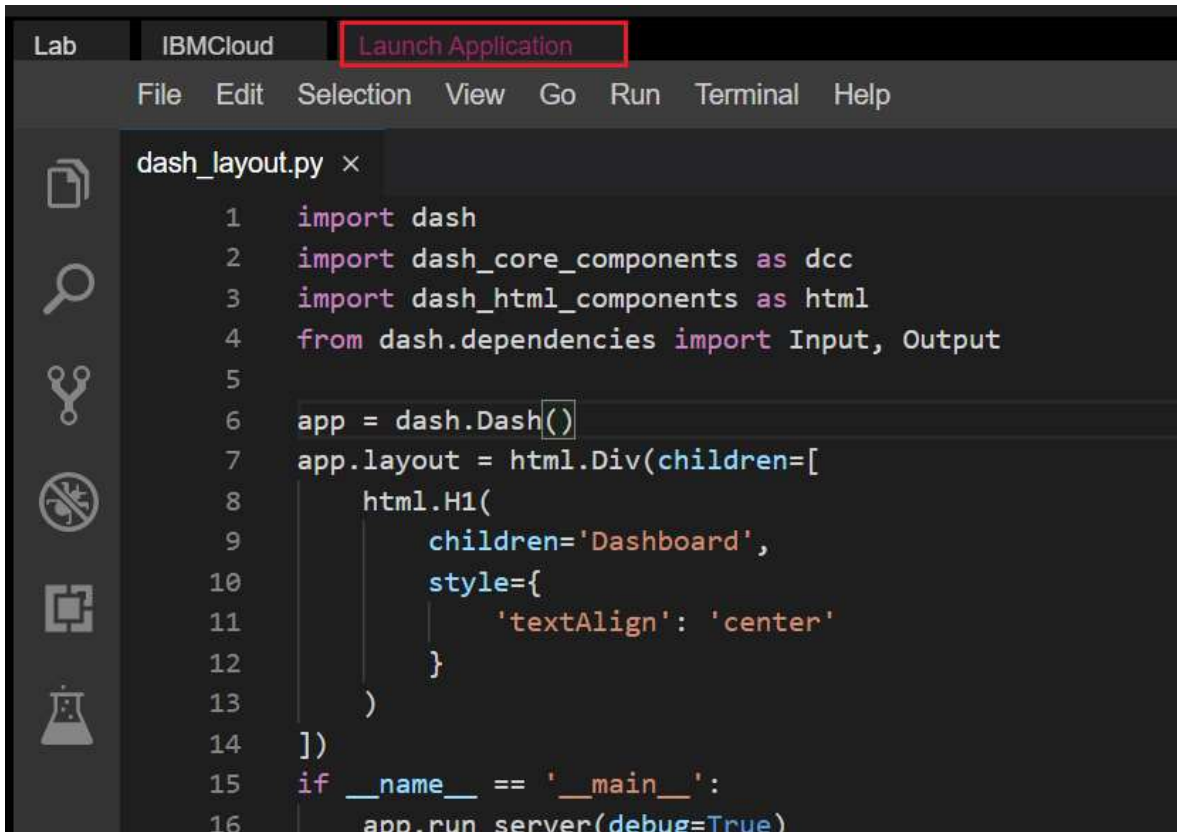 Lab IBMCloud Launch Application
File Edit Selection View Go Run Terminal Help
dash_layout.py ×
1 import dash
2 import dash_core_components as dcc
3 import dash_html_components as html
4 from dash.dependencies import Input, Output
5
6 app = dash.Dash()
7 app.layout = html.Div(children=[
8     html.H1(
9         children='Dashboard',
10         style={
11             'textAlign': 'center'
12         }
13     )
14 ])
15 if __name__ == '__main__':
16     app.run_server(debug=True)